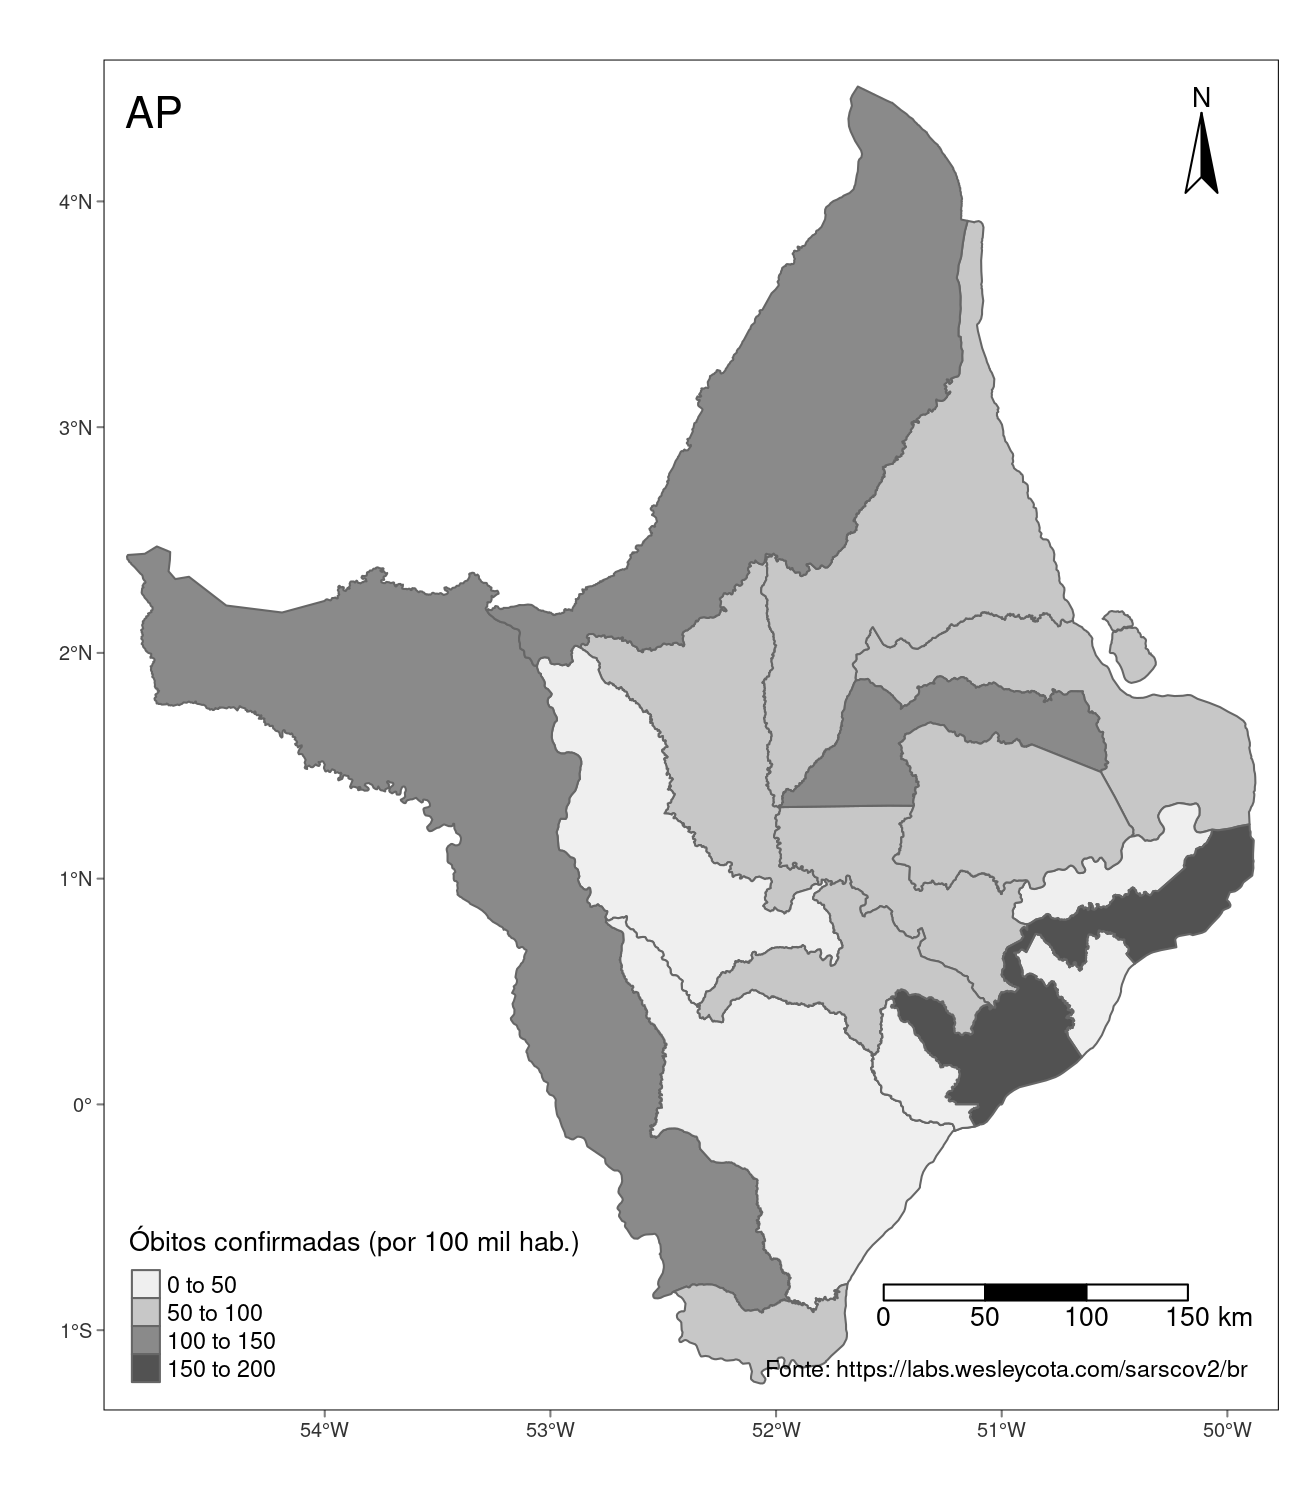 AP
N
4°N
3°N
2°N
1°N
0°
1°S
Óbitos confirmadas (por 100 mil hab.)
0 to 50
50 to 100
100 to 150
150 to 200
0 50 100 150 km
Fonte: https://labs.wesleycota.com/sarscov2/br
54°W 53°W 52°W 51°W 50°W